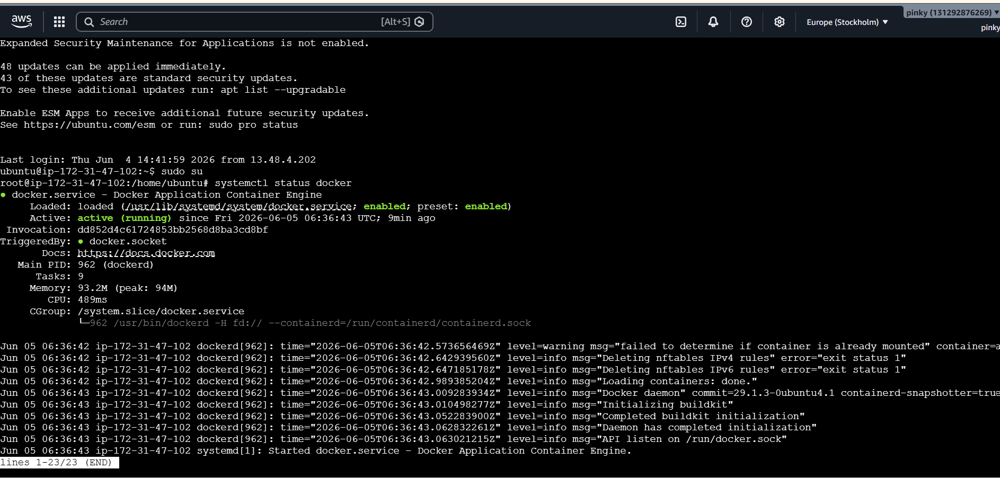 aws
Search [Alt+S]
Europe (Stockholm) ▼
pinky (131292876269) ▼
pinky
Expanded Security Maintenance for Applications is not enabled.
48 updates can be applied immediately.
43 of these updates are standard security updates.
To see these additional updates run: apt list --upgradable
Enable ESM Apps to receive additional future security updates.
See https://ubuntu.com/esm or run: sudo pro status
Last login: Thu Jun  4 14:41:59 2026 from 13.48.4.202
ubuntu@ip-172-31-47-102:~$ sudo su
root@ip-172-31-47-102:/home/ubuntu# systemctl status docker
● docker.service - Docker Application Container Engine
Loaded: loaded (/usr/lib/systemd/system/docker.service; enabled; preset: enabled)
Active: active (running) since Fri 2026-06-05 06:36:43 UTC; 9min ago
Invocation: dd852d4c61724853bb2568d8ba3cd8bf
TriggeredBy: ● docker.socket
Docs: https://docs.docker.com
Main PID: 962 (dockerd)
Tasks: 9
Memory: 93.2M (peak: 94M)
CPU: 489ms
CGroup: /system.slice/docker.service
└─962 /usr/bin/dockerd -H fd:// --containerd=/run/containerd/containerd.sock
Jun 05 06:36:42 ip-172-31-47-102 dockerd[962]: time="2026-06-05T06:36:42.573656469Z" level=warning msg="failed to determine if container is already mounted" container=a
Jun 05 06:36:42 ip-172-31-47-102 dockerd[962]: time="2026-06-05T06:36:42.642939560Z" level=info msg="Deleting nftables IPv4 rules" error="exit status 1"
Jun 05 06:36:42 ip-172-31-47-102 dockerd[962]: time="2026-06-05T06:36:42.647185178Z" level=info msg="Deleting nftables IPv6 rules" error="exit status 1"
Jun 05 06:36:42 ip-172-31-47-102 dockerd[962]: time="2026-06-05T06:36:42.989385204Z" level=info msg="Loading containers: done."
Jun 05 06:36:43 ip-172-31-47-102 dockerd[962]: time="2026-06-05T06:36:43.009283934Z" level=info msg="Docker daemon" commit=29.1.3-0ubuntu4.1 containerd-snapshotter=true
Jun 05 06:36:43 ip-172-31-47-102 dockerd[962]: time="2026-06-05T06:36:43.010498277Z" level=info msg="Initializing buildkit"
Jun 05 06:36:43 ip-172-31-47-102 dockerd[962]: time="2026-06-05T06:36:43.052283900Z" level=info msg="Completed buildkit initialization"
Jun 05 06:36:43 ip-172-31-47-102 dockerd[962]: time="2026-06-05T06:36:43.062832261Z" level=info msg="Daemon has completed initialization"
Jun 05 06:36:43 ip-172-31-47-102 dockerd[962]: time="2026-06-05T06:36:43.063021215Z" level=info msg="API listen on /run/docker.sock"
Jun 05 06:36:43 ip-172-31-47-102 systemd[1]: Started docker.service - Docker Application Container Engine.
lines 1-23/23 (END)